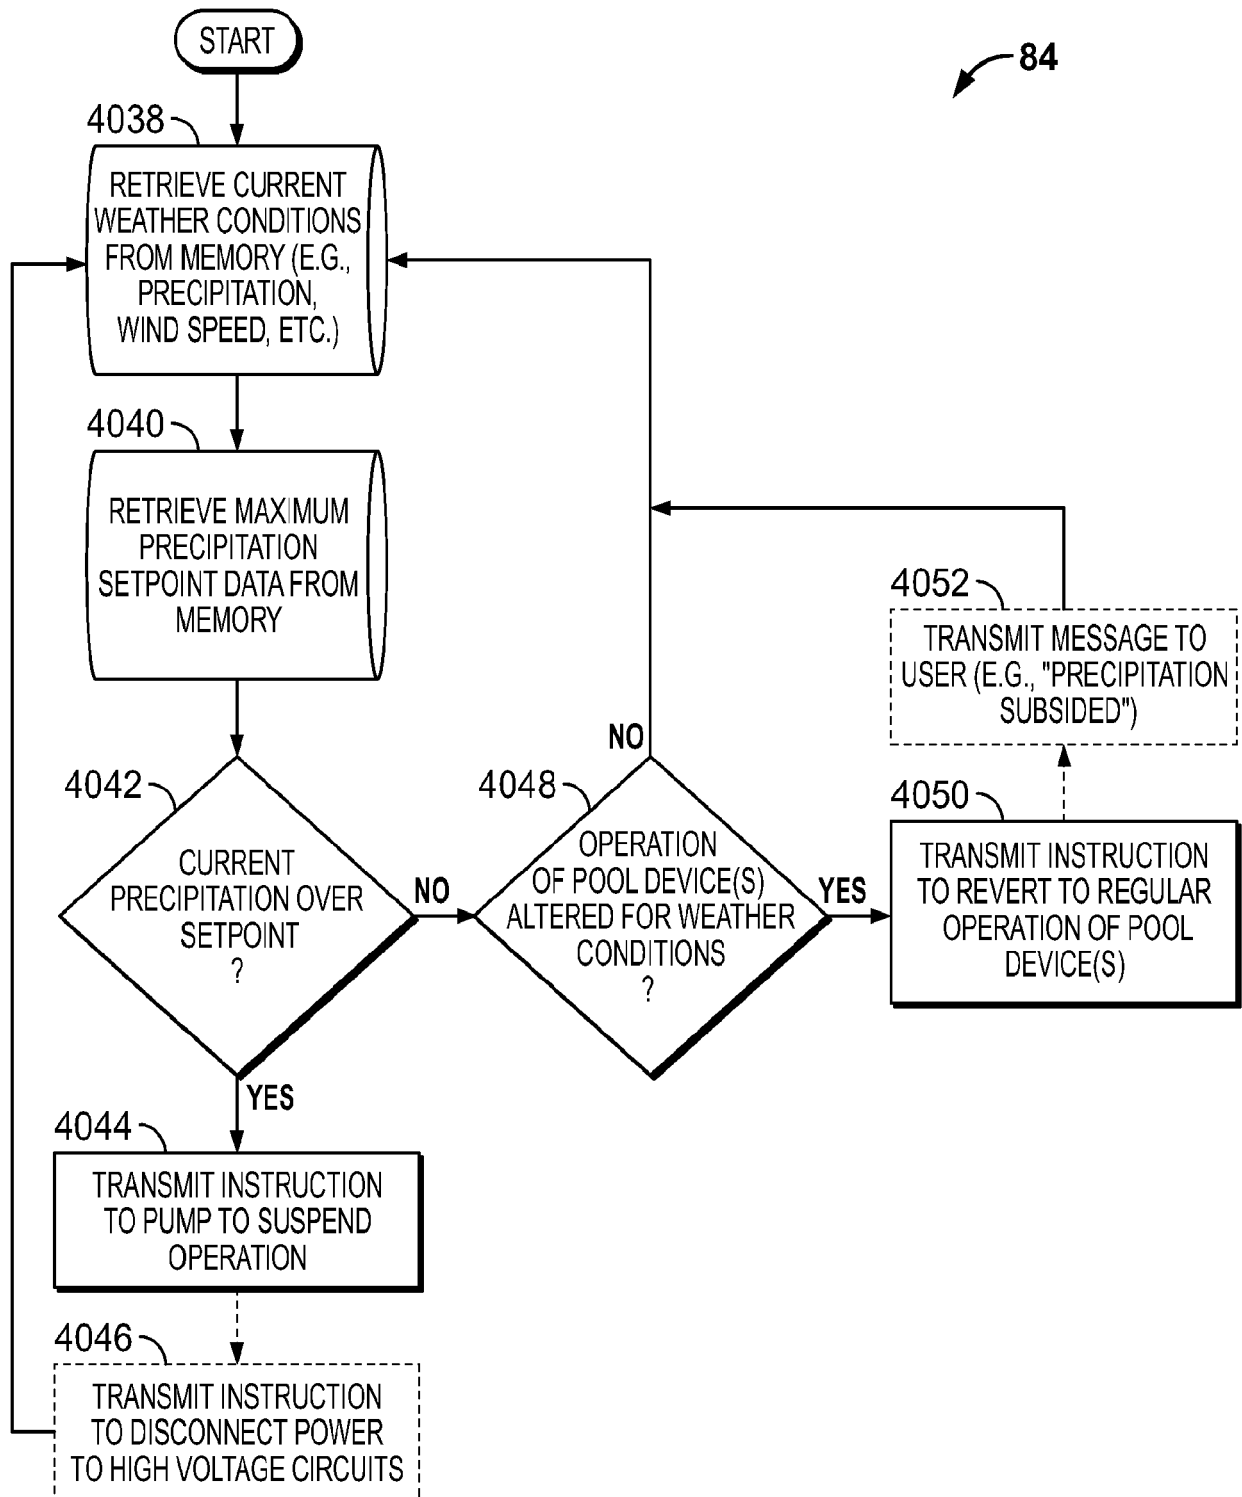 START
84
4038
RETRIEVE CURRENT
WEATHER CONDITIONS
FROM MEMORY (E.G.,
PRECIPITATION,
WIND SPEED, ETC.)
4040
RETRIEVE MAXIMUM
PRECIPITATION
SETPOINT DATA FROM
MEMORY
4042
CURRENT
PRECIPITATION OVER
SETPOINT
?
NO
YES
4048
OPERATION
OF POOL DEVICE(S)
ALTERED FOR WEATHER
CONDITIONS
?
NO
YES
4050
TRANSMIT INSTRUCTION
TO REVERT TO REGULAR
OPERATION OF POOL
DEVICE(S)
4052
TRANSMIT MESSAGE TO
USER (E.G., "PRECIPITATION
SUBSIDED")
4044
TRANSMIT INSTRUCTION
TO PUMP TO SUSPEND
OPERATION
4046
TRANSMIT INSTRUCTION
TO DISCONNECT POWER
TO HIGH VOLTAGE CIRCUITS